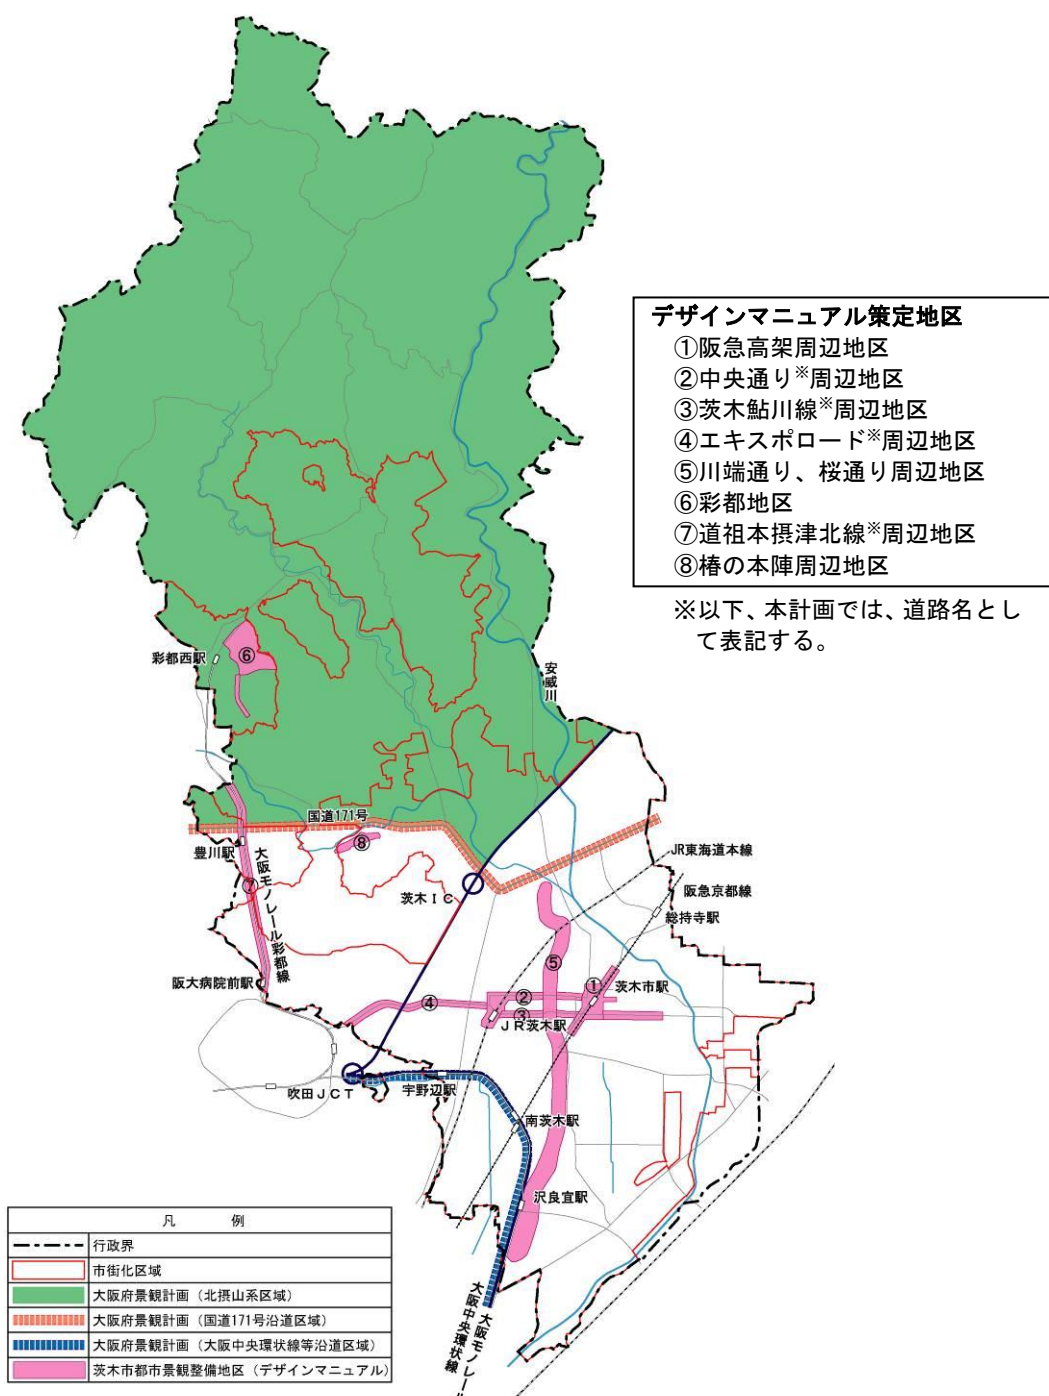 デザインマニュアル策定地区
①阪急高架周辺地区
②中央通り※周辺地区
③茨木鮎川線※周辺地区
④エキスポロード※周辺地区
⑤川端通り、桜通り周辺地区
⑥彩都地区
⑦道祖本摂津北線※周辺地区
⑧椿の本陣周辺地区
※以下、本計画では、道路名とし
て表記する。
彩都西駅
⑥
安威川
国道171号
豊川駅
⑧
⑦
大阪モノレール彩都線
茨木IC
JR東海道本線
阪急京都線
総持寺駅
阪大病院前駅
⑤
①
茨木市駅
②
④
③
JR茨木駅
吹田JCT
宇野辺駅
南茨木駅
沢良宜駅
大阪モノレール
大阪中央環状線
凡 例
行政界
市街化区域
大阪府景観計画（北摂山系区域）
大阪府景観計画（国道171号沿道区域）
大阪府景観計画（大阪中央環状線等沿道区域）
茨木市都市景観整備地区（デザインマニュアル）